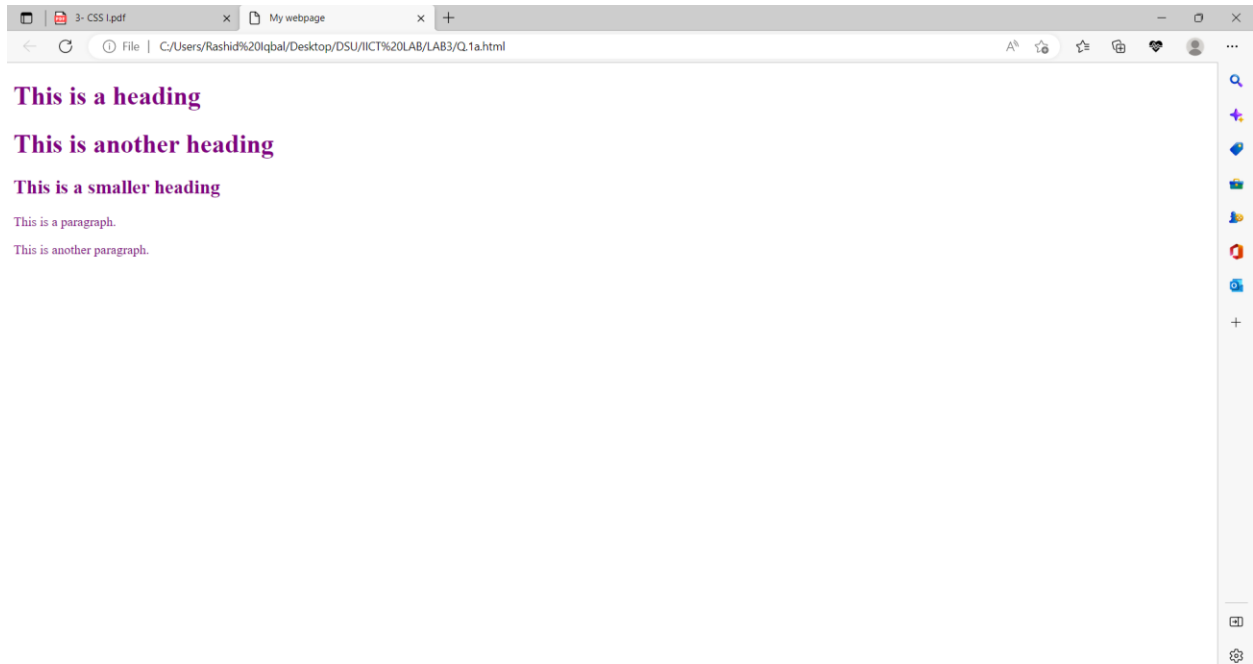 3- CSS I.pdf
My webpage
File
C:/Users/Rashid%20Iqbal/Desktop/DSU/IICT%20LAB/LAB3/Q.1a.html
This is a heading
This is another heading
This is a smaller heading
This is a paragraph.
This is another paragraph.